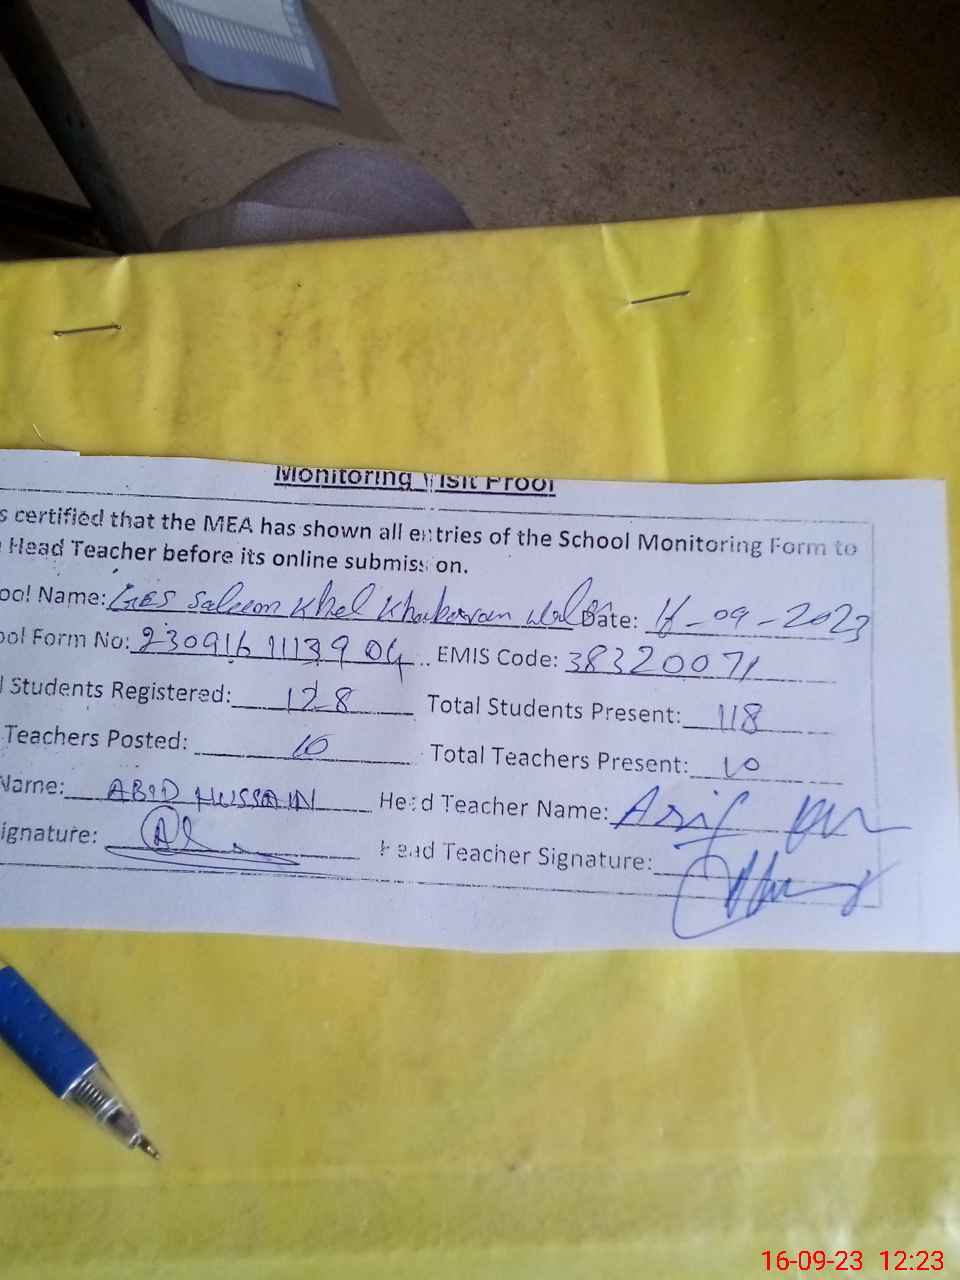 Monitoring Visit Proof
s certified that the MEA has shown all entries of the School Monitoring Form to
Head Teacher before its online submission.
ool Name: GES Saleem Khel Date: 16-09-2023
ool Form No: 2309161113904 EMIS Code: 38320071
l Students Registered: 128 Total Students Present: 118
Teachers Posted: 10 Total Teachers Present: 10
Name: ABID HUSSAIN Head Teacher Name: Asif
ignature: Head Teacher Signature:
16-09-23 12:23